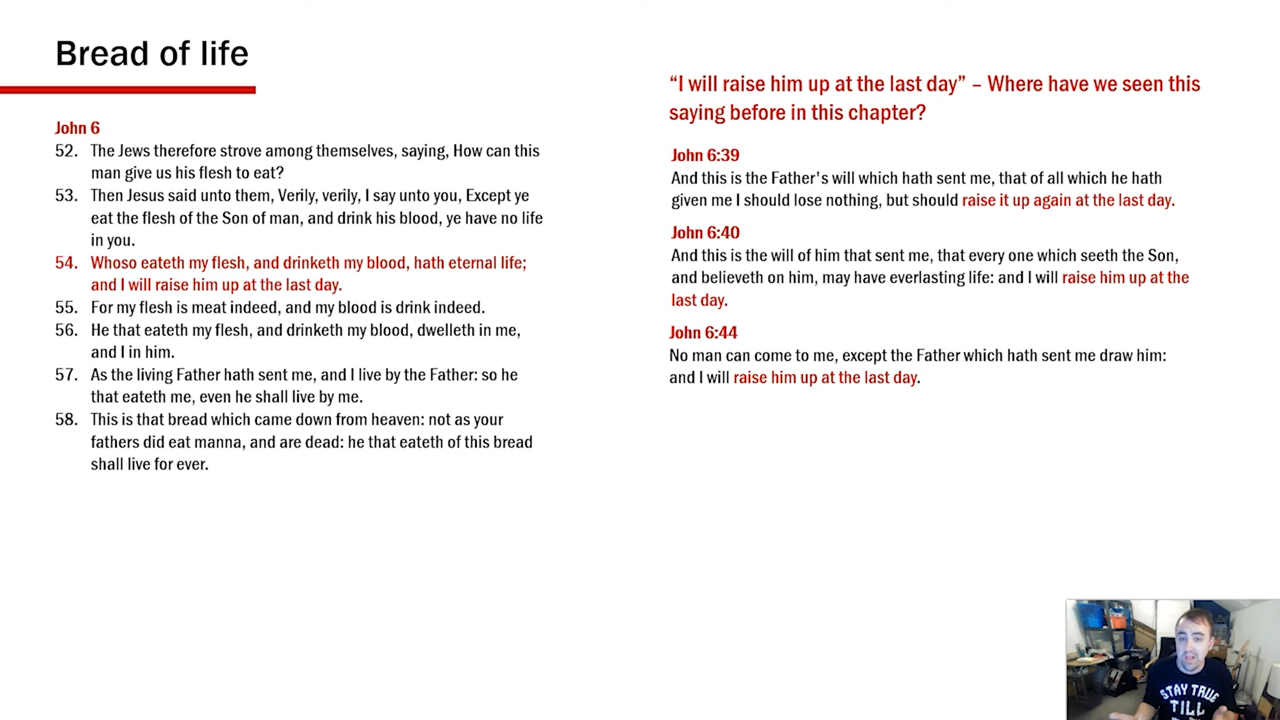 Bread of life
John 6
52. The Jews therefore strove among themselves, saying, How can this
man give us his flesh to eat?
53. Then Jesus said unto them, Verily, verily, I say unto you, Except ye
eat the flesh of the Son of man, and drink his blood, ye have no life
in you.
54. Whoso eateth my flesh, and drinketh my blood, hath eternal life;
and I will raise him up at the last day.
55. For my flesh is meat indeed, and my blood is drink indeed.
56. He that eateth my flesh, and drinketh my blood, dwelleth in me,
and I in him.
57. As the living Father hath sent me, and I live by the Father: so he
that eateth me, even he shall live by me.
58. This is that bread which came down from heaven: not as your
fathers did eat manna, and are dead: he that eateth of this bread
shall live for ever.
“I will raise him up at the last day” – Where have we seen this
saying before in this chapter?
John 6:39
And this is the Father's will which hath sent me, that of all which he hath
given me I should lose nothing, but should raise it up again at the last day.
John 6:40
And this is the will of him that sent me, that every one which seeth the Son,
and believeth on him, may have everlasting life: and I will raise him up at the
last day.
John 6:44
No man can come to me, except the Father which hath sent me draw him:
and I will raise him up at the last day.
STAY TRUE
TILL